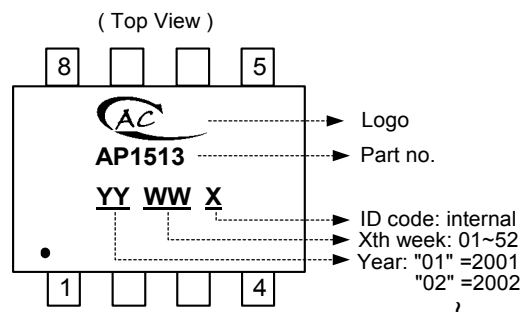 ( Top View )
8 5
AC
Logo
AP1513
Part no.
YY WW X
ID code: internal
Xth week: 01~52
Year: "01" =2001
"02" =2002
1 4
~